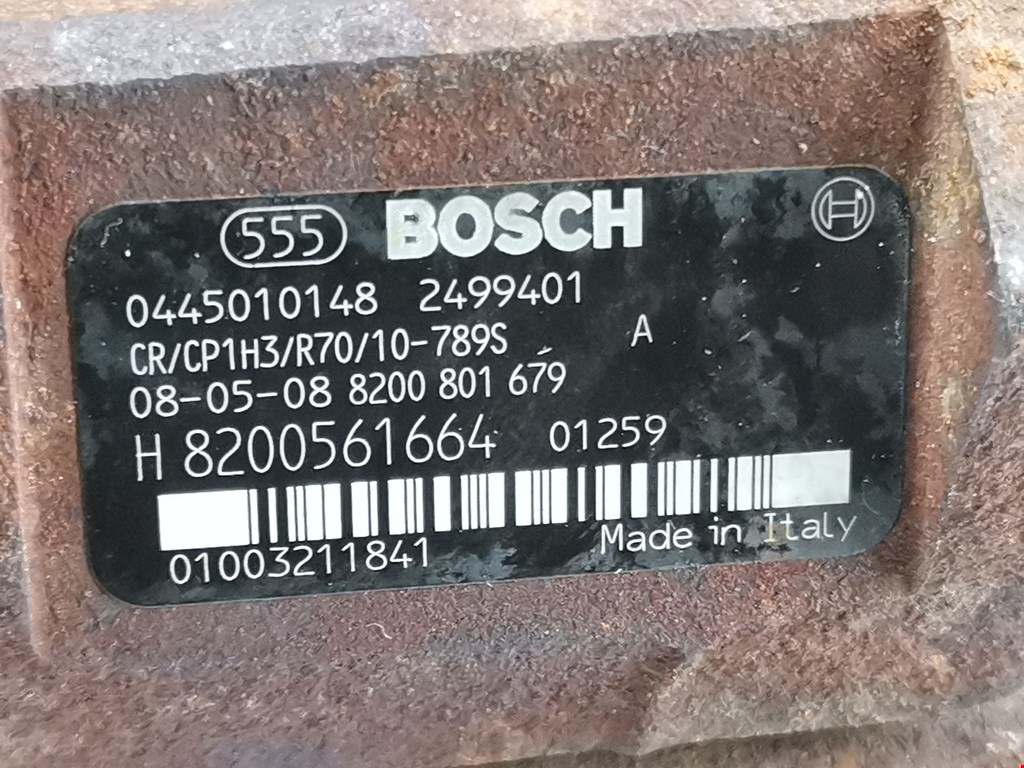 555 BOSCH H
0445010148 2499401
CR/CP1H3/R70/10-789S A
08-05-08 8200 801 679
H 8200561664 01259
01003211841 Made in Italy